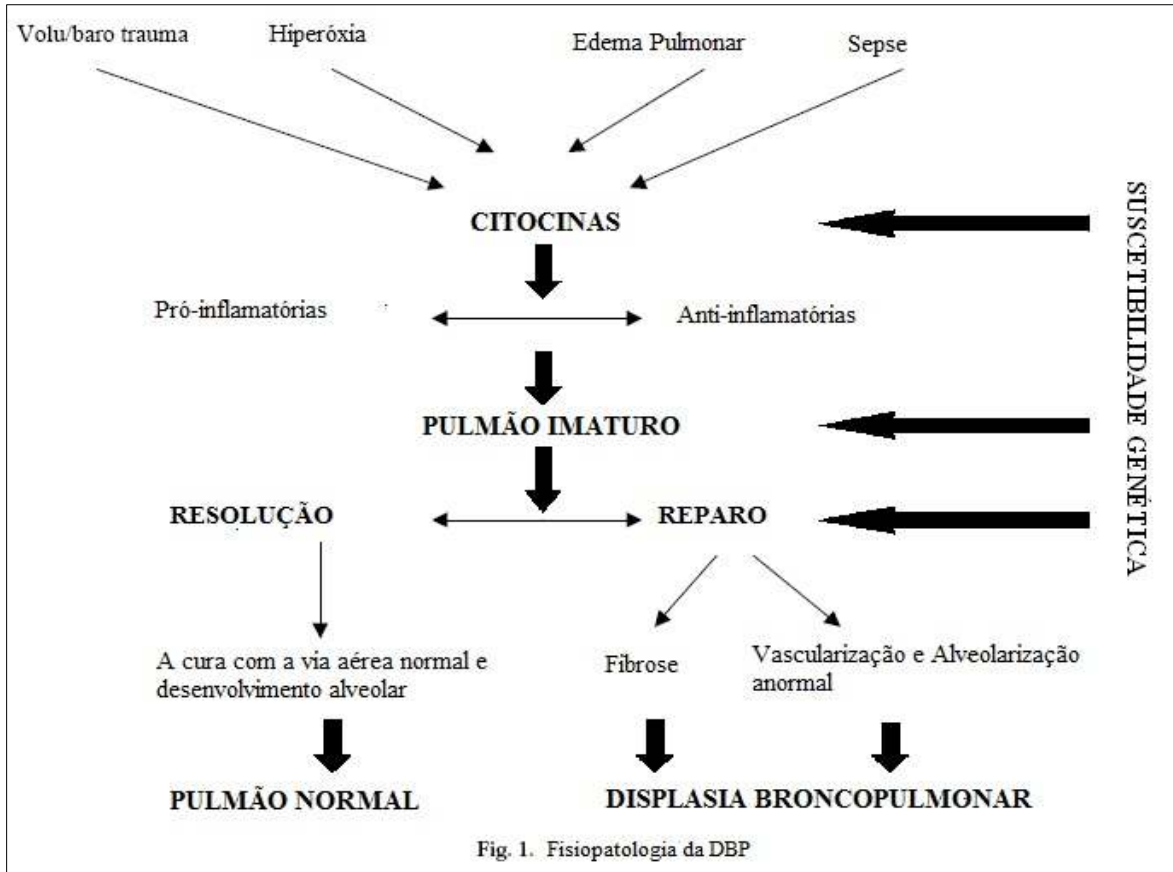 Volu/baro trauma
Hiperóxia
Edema Pulmonar
Sepse
CITOCINAS
Pró-inflamatórias
Anti-inflamatórias
PULMÃO IMATURO
RESOLUÇÃO
REPARO
SUSCETIBILIDADE GENÉTICA
A cura com a via aérea normal e
desenvolvimento alveolar
Fibrose
Vascularização e Alveolarização
anormal
PULMÃO NORMAL
DISPLASIA BRONCOPULMONAR
Fig. 1. Fisiopatologia da DBP